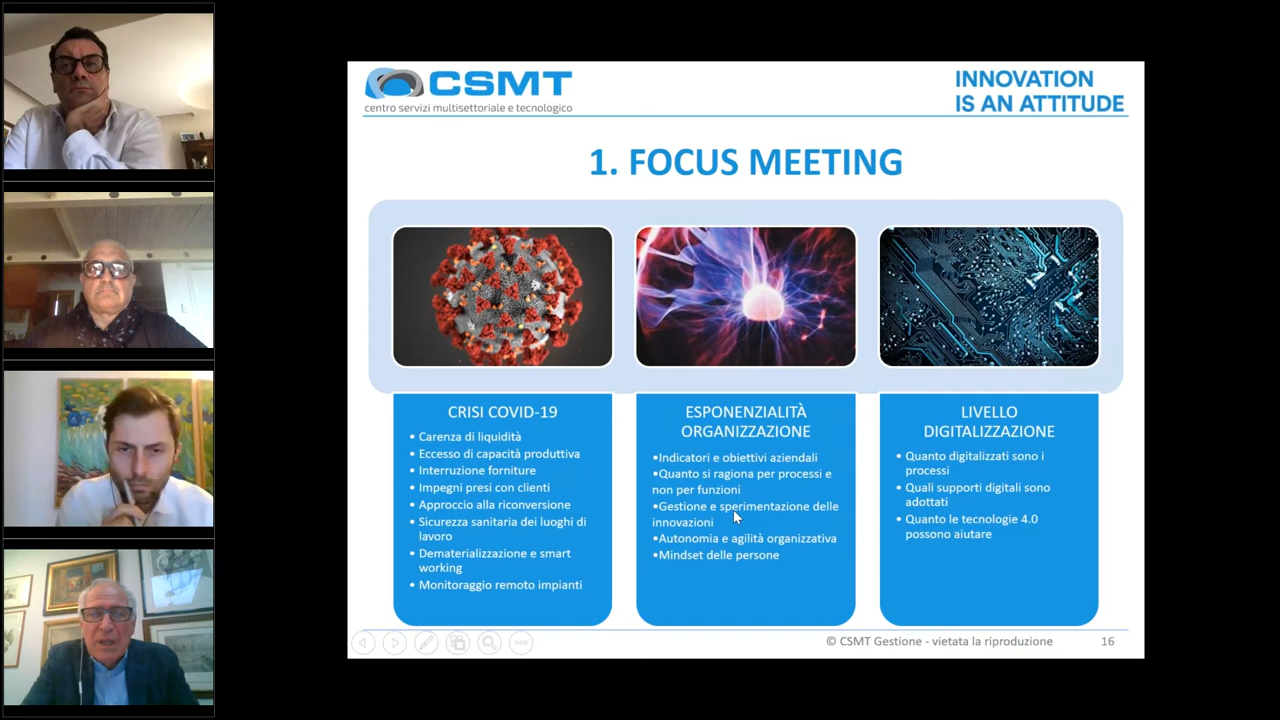 CSMT
centro servizi multisettoriale e tecnologico
INNOVATION
IS AN ATTITUDE
1. FOCUS MEETING
CRISI COVID-19
• Carenza di liquidità
• Eccesso di capacità produttiva
• Interruzione forniture
• Impegni presi con clienti
• Approccio alla riconversione
• Sicurezza sanitaria dei luoghi di
lavoro
• Dematerializzazione e smart
working
• Monitoraggio remoto impianti
ESPONENZIALITÀ
ORGANIZZAZIONE
•Indicatori e obiettivi aziendali
•Quanto si ragiona per processi e
non per funzioni
•Gestione e sperimentazione delle
innovazioni
•Autonomia e agilità organizzativa
•Mindset delle persone
LIVELLO
DIGITALIZZAZIONE
• Quanto digitalizzati sono i
processi
• Quali supporti digitali sono
adottati
• Quanto le tecnologie 4.0
possono aiutare
© CSMT Gestione - vietata la riproduzione
16